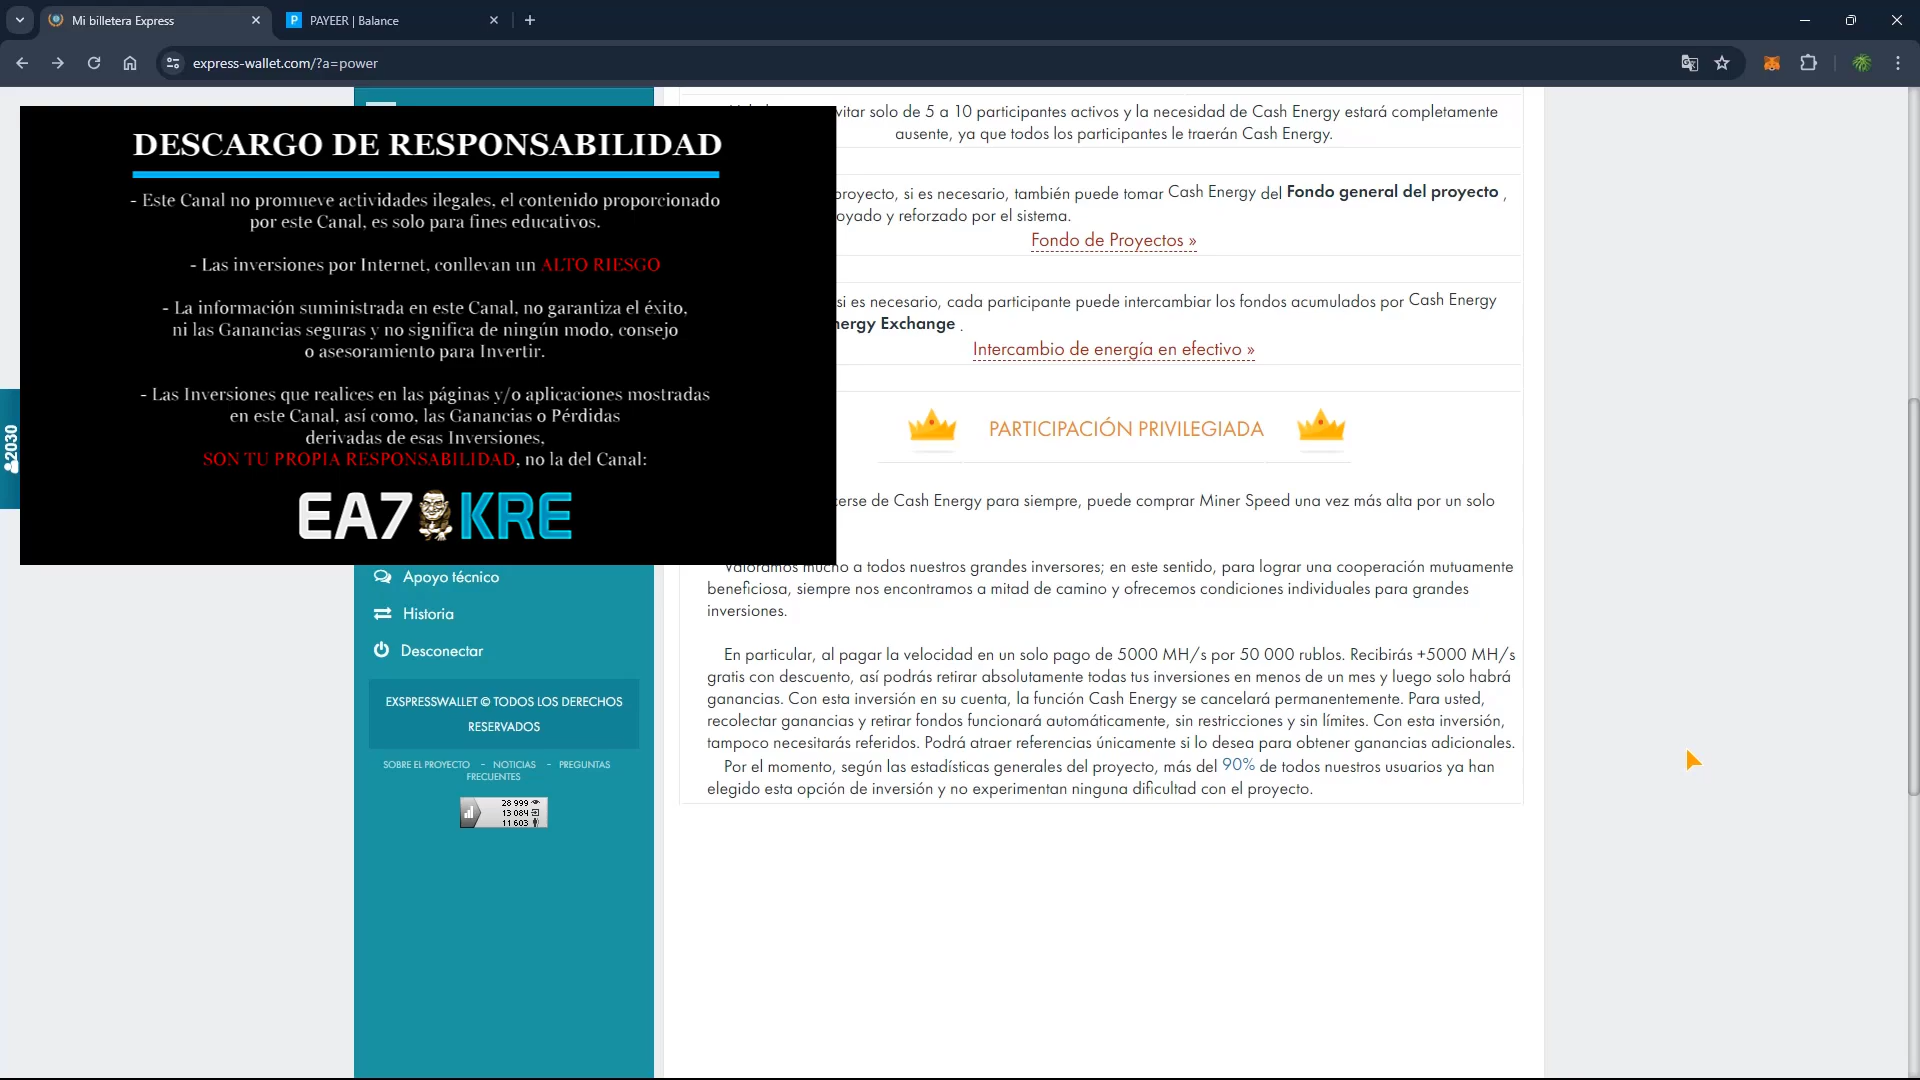 Mi billetera Express
PAYEER | Balance
express-wallet.com/?a=power
DESCARGO DE RESPONSABILIDAD
- Este Canal no promueve actividades ilegales, el contenido proporcionado
por este Canal, es solo para fines educativos.
- Las inversiones por Internet, conllevan un ALTO RIESGO
- La información suministrada en este Canal, no garantiza el éxito,
ni las Ganancias seguras y no significa de ningún modo, consejo
o asesoramiento para Invertir.
- Las Inversiones que realices en las páginas y/o aplicaciones mostradas
en este Canal, así como, las Ganancias o Pérdidas
derivadas de esas Inversiones,
SON TU PROPIA RESPONSABILIDAD, no la del Canal:
EA7 KRE
2030
Apoyo técnico
Historia
Desconectar
EXSPRESSWALLET © TODOS LOS DERECHOS
RESERVADOS
SOBRE EL PROYECTO - NOTICIAS - PREGUNTAS
FRECUENTES
28 999
13 084
11 603
solo de 5 a 10 participantes activos y la necesidad de Cash Energy estará completamente
ausente, ya que todos los participantes le traerán Cash Energy.
proyecto, si es necesario, también puede tomar Cash Energy del Fondo general del proyecto ,
y reforzado por el sistema.
Fondo de Proyectos »
si es necesario, cada participante puede intercambiar los fondos acumulados por Cash Energy
Exchange .
Intercambio de energía en efectivo »
PARTICIPACIÓN PRIVILEGIADA
de Cash Energy para siempre, puede comprar Miner Speed una vez más alta por un solo
Valoramos mucho a todos nuestros grandes inversores; en este sentido, para lograr una cooperación mutuamente
beneficiosa, siempre nos encontramos a mitad de camino y ofrecemos condiciones individuales para grandes
inversiones.
En particular, al pagar la velocidad en un solo pago de 5000 MH/s por 50 000 rublos. Recibirás +5000 MH/s
gratis con descuento, así podrás retirar absolutamente todas tus inversiones en menos de un mes y luego solo habrá
ganancias. Con esta inversión en su cuenta, la función Cash Energy se cancelará permanentemente. Para usted,
recolectar ganancias y retirar fondos funcionará automáticamente, sin restricciones y sin límites. Con esta inversión,
tampoco necesitarás referidos. Podrá atraer referencias únicamente si lo desea para obtener ganancias adicionales.
Por el momento, según las estadísticas generales del proyecto, más del 90% de todos nuestros usuarios ya han
elegido esta opción de inversión y no experimentan ninguna dificultad con el proyecto.